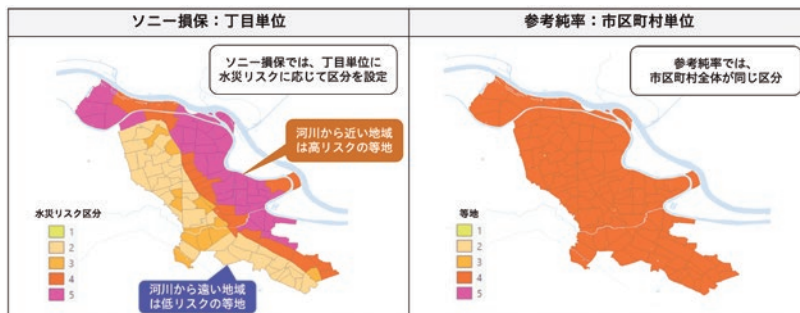 ソニー損保：丁目単位
参考純率：市区町村単位
ソニー損保では、丁目単位に
水災リスクに応じて区分を設定
河川から近い地域
は高リスクの等地
水災リスク区分
1
2
3
4
5
河川から遠い地域
は低リスクの等地
参考純率では、
市区町村全体が同じ区分
等地
1
2
3
4
5